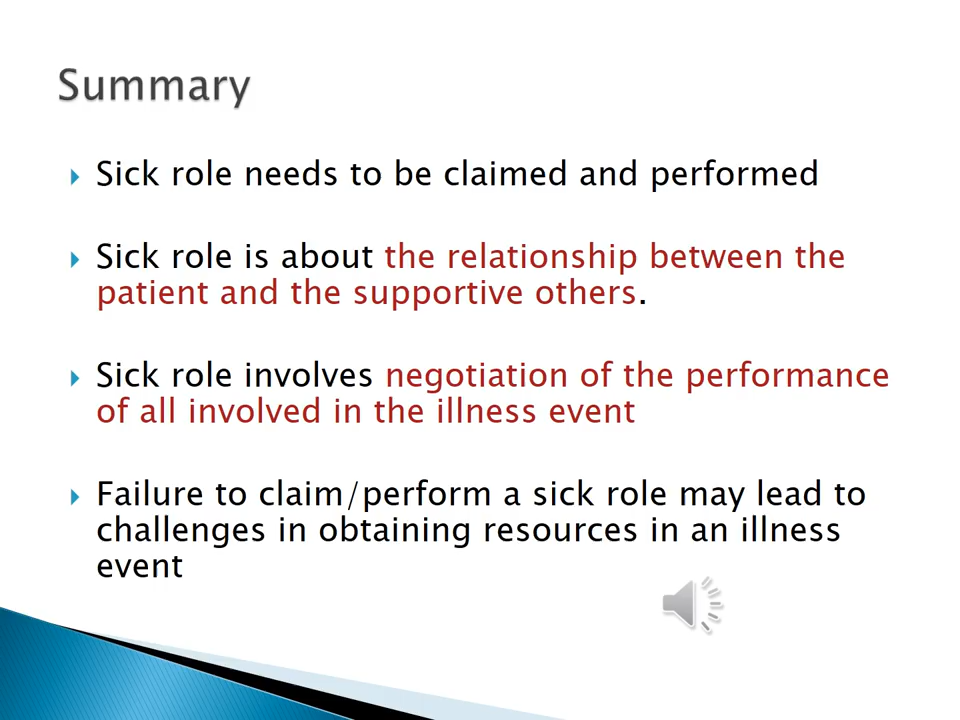 Summary
Sick role needs to be claimed and performed
Sick role is about the relationship between the
patient and the supportive others.
Sick role involves negotiation of the performance
of all involved in the illness event
Failure to claim/perform a sick role may lead to
challenges in obtaining resources in an illness
event